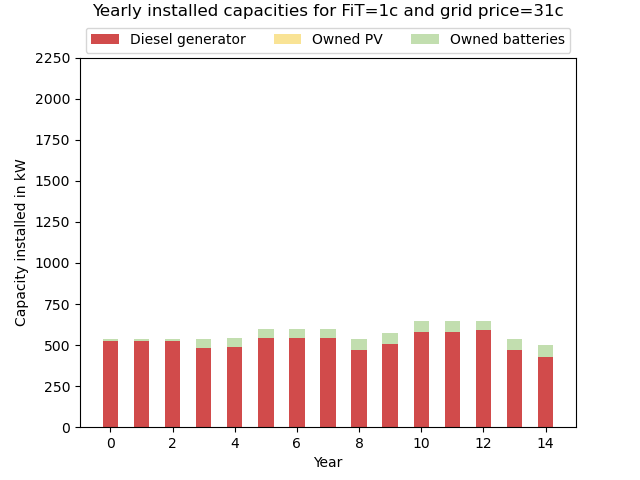 Yearly installed capacities for FiT=1c and grid price=31c
Diesel generator Owned PV Owned batteries
2250
2000
1750
1500
1250
1000
750
500
250
0
Capacity installed in kW
0 2 4 6 8 10 12 14
Year